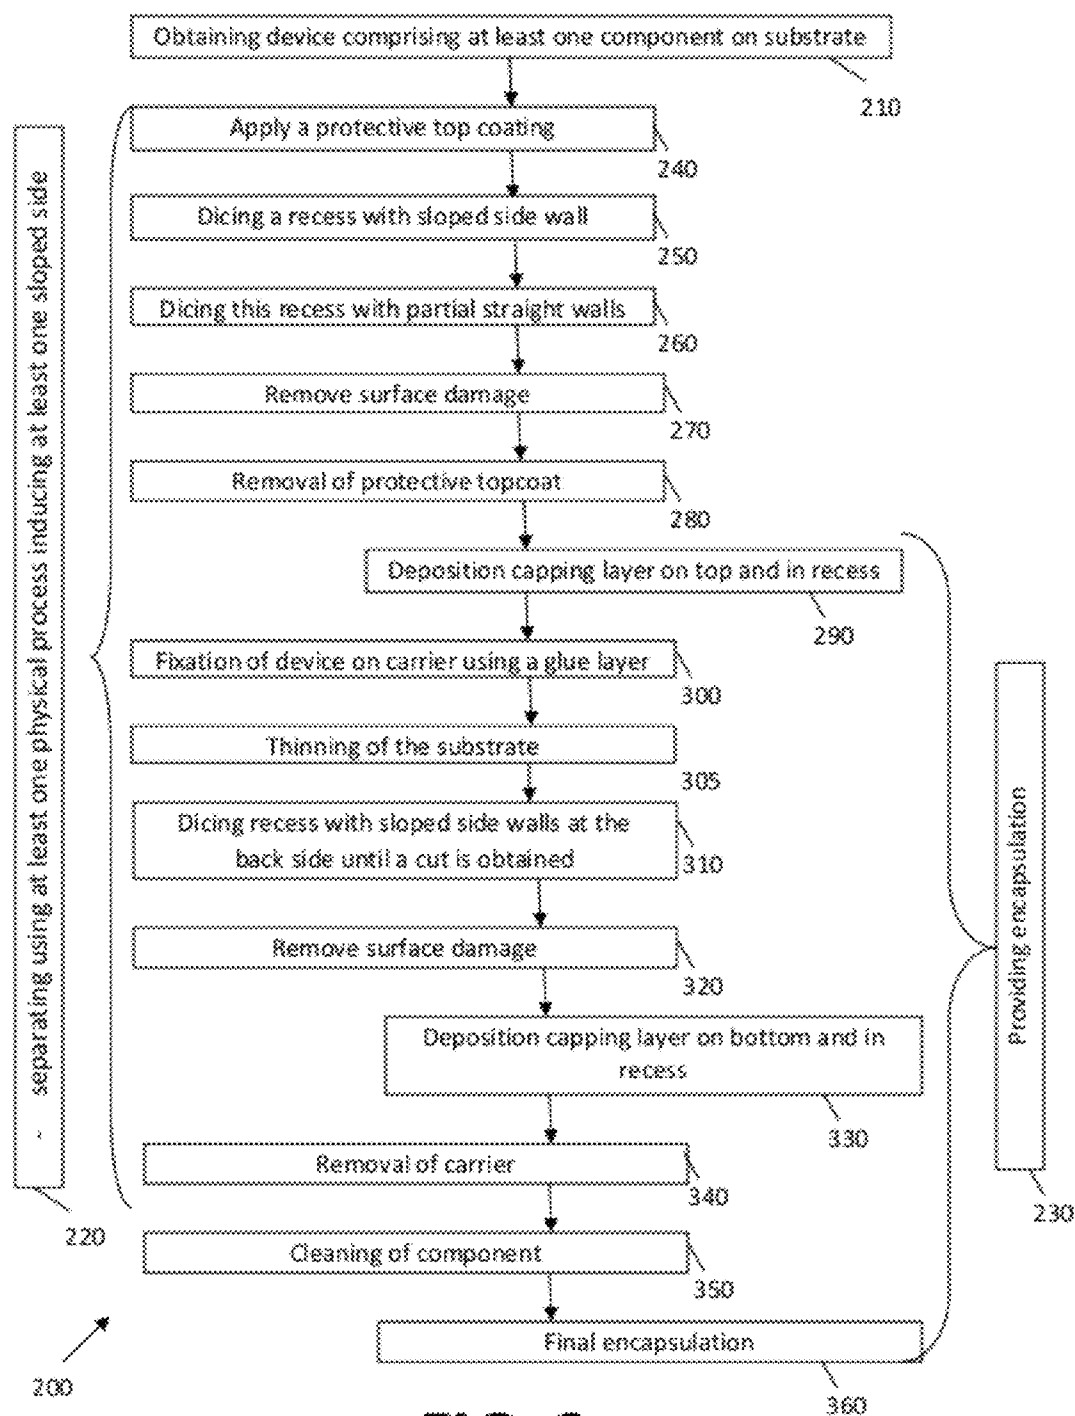 Obtaining device comprising at least one component on substrate
210
Apply a protective top coating
240
Dicing a recess with sloped side wall
250
Dicing this recess with partial straight walls
260
Remove surface damage
270
Removal of protective topcoat
280
Deposition capping layer on top and in recess
290
Fixation of device on carrier using a glue layer
300
Thinning of the substrate
305
Dicing recess with sloped side walls at the
back side until a cut is obtained
310
Remove surface damage
320
Deposition capping layer on bottom and in
recess
330
Removal of carrier
340
Cleaning of component
350
Final encapsulation
360
- separating using at least one physical process inducing at least one sloped side
220
Providing encapsulation
230
200